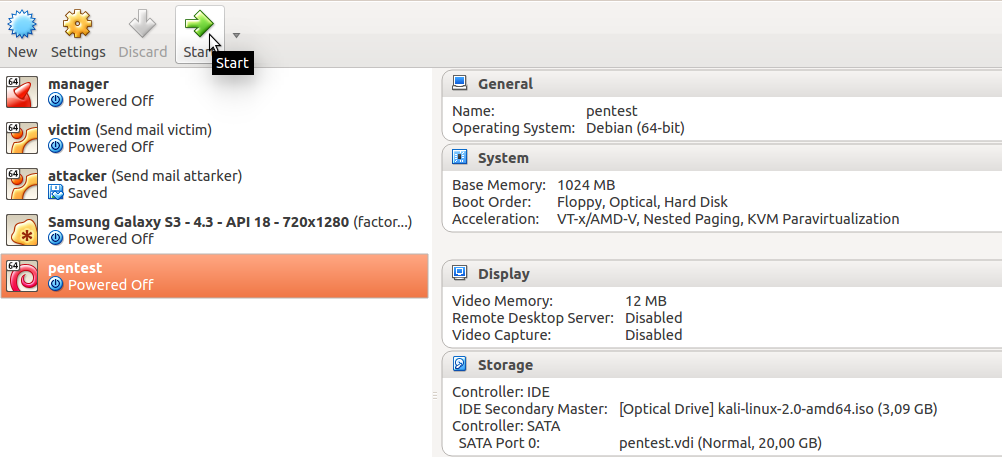 New Settings Discard Start
Start
64 manager
Powered Off
64 victim (Send mail victim)
Powered Off
64 attacker (Send mail attarker)
Saved
Samsung Galaxy S3 - 4.3 - API 18 - 720x1280 (factor...)
Powered Off
64 pentest
Powered Off
General
Name: pentest
Operating System: Debian (64-bit)
System
Base Memory: 1024 MB
Boot Order: Floppy, Optical, Hard Disk
Acceleration: VT-x/AMD-V, Nested Paging, KVM Paravirtualization
Display
Video Memory: 12 MB
Remote Desktop Server: Disabled
Video Capture: Disabled
Storage
Controller: IDE
IDE Secondary Master: [Optical Drive] kali-linux-2.0-amd64.iso (3,09 GB)
Controller: SATA
SATA Port 0: pentest.vdi (Normal, 20,00 GB)